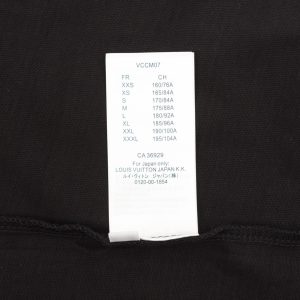 VCCM07
FR CH
XXS 160/76A
XS 165/84A
S 170/84A
M 175/88A
L 180/92A
XL 185/96A
XXL 190/100A
XXXL 195/104A
CA 36929
For Japan only:
LOUIS VUITTON JAPAN K.K.
ルイ・ヴィトン ジャパン(株)
0120-00-1854